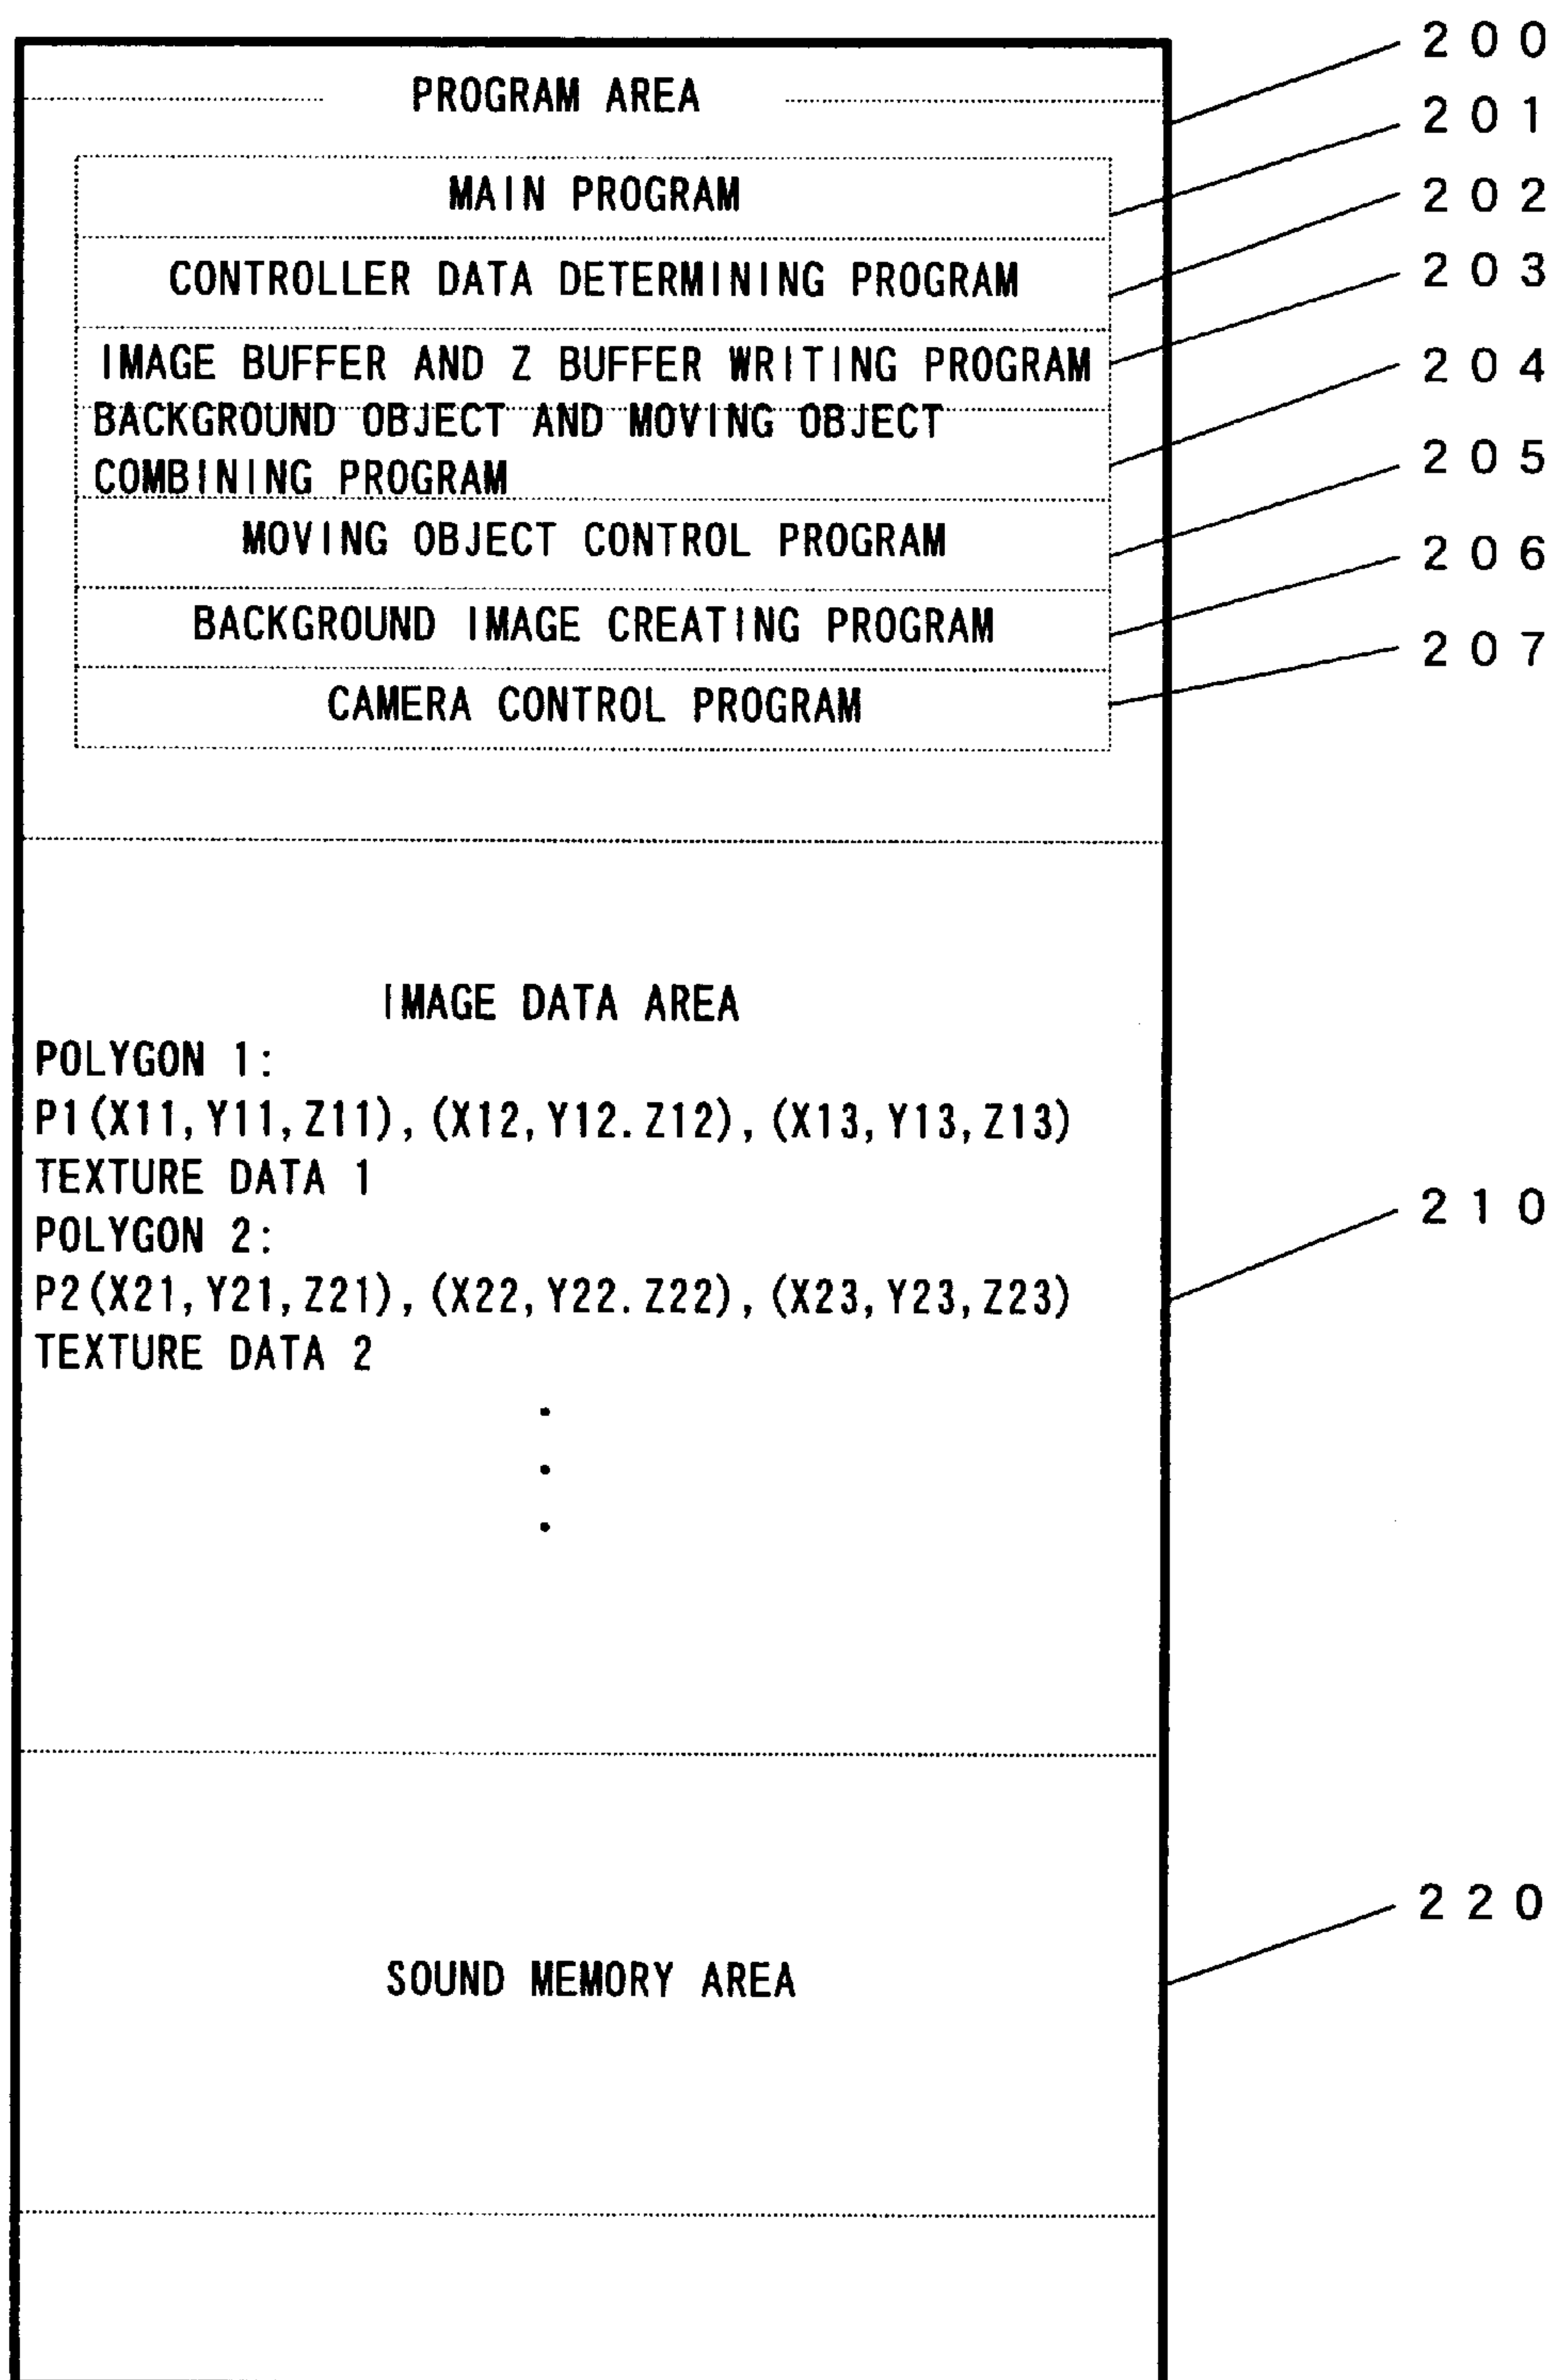 200
PROGRAM AREA
201
MAIN PROGRAM
202
CONTROLLER DATA DETERMINING PROGRAM
203
IMAGE BUFFER AND Z BUFFER WRITING PROGRAM
204
BACKGROUND OBJECT AND MOVING OBJECT
COMBINING PROGRAM
205
MOVING OBJECT CONTROL PROGRAM
206
BACKGROUND IMAGE CREATING PROGRAM
207
CAMERA CONTROL PROGRAM
IMAGE DATA AREA
POLYGON 1:
P1(X11,Y11,Z11),(X12,Y12.Z12),(X13,Y13,Z13)
TEXTURE DATA 1
210
POLYGON 2:
P2(X21,Y21,Z21),(X22,Y22.Z22),(X23,Y23,Z23)
TEXTURE DATA 2
220
SOUND MEMORY AREA